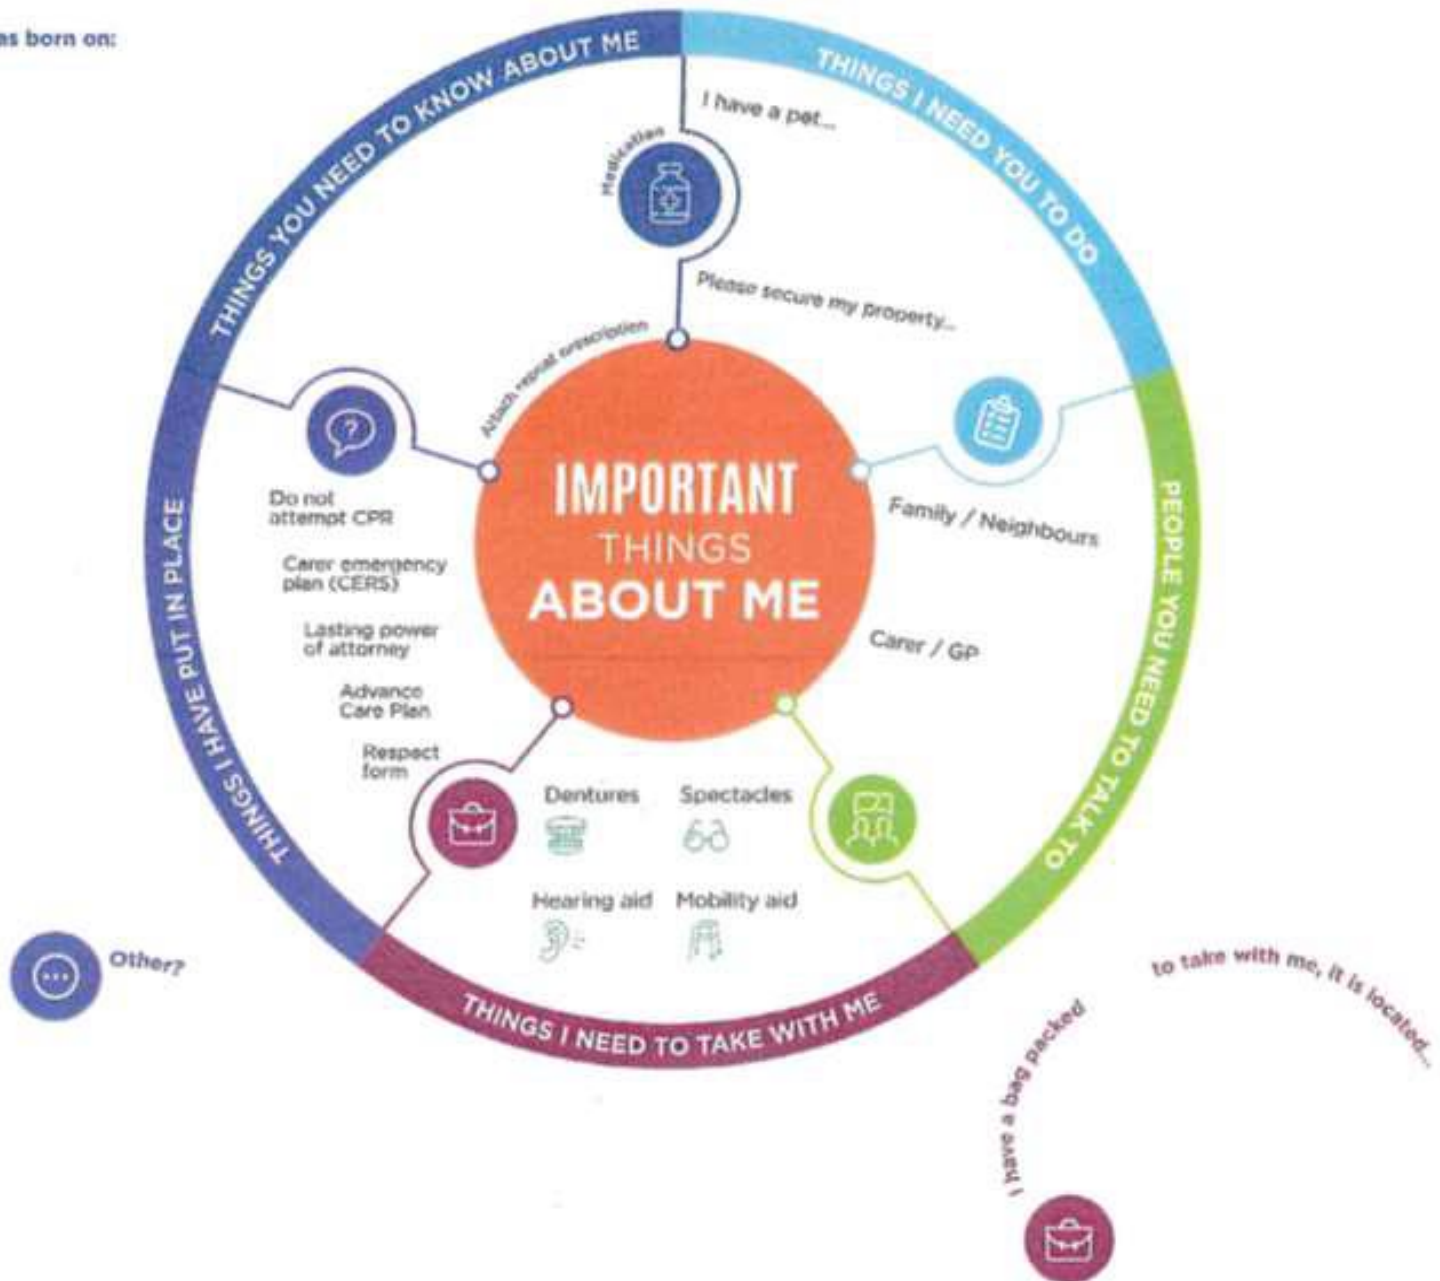 as born on:
THINGS YOU NEED TO KNOW ABOUT ME
Medication
Attach repeat prescription
THINGS I NEED YOU TO DO
I have a pet...
Please secure my property...
PEOPLE YOU NEED TO TALK TO
Family / Neighbours
Carer / GP
IMPORTANT
THINGS
ABOUT ME
THINGS I HAVE PUT IN PLACE
?
Do not
attempt CPR
Carer emergency
plan (CERS)
Lasting power
of attorney
Advance
Care Plan
Respect
form
Dentures
Spectacles
Hearing aid
Mobility aid
THINGS I NEED TO TAKE WITH ME
Other?
I have a bag packed
to take with me, it is located...